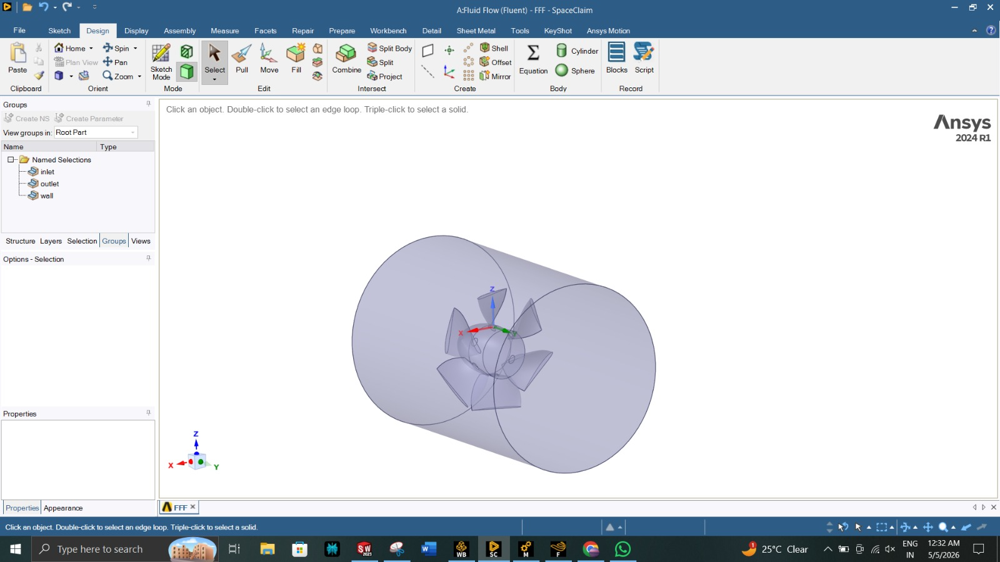 A:Fluid Flow (Fluent) - FFF - SpaceClaim
File Sketch Design Display Assembly Measure Facets Repair Prepare Workbench Detail Sheet Metal Tools KeyShot Ansys Motion
Paste
Clipboard
Home Spin
Plan View Pan
Zoom
Orient
Sketch Mode
Mode
Select Pull Move Fill
Edit
Combine
Split Body
Split
Project
Intersect
Shell
Offset
Mirror
Create
Equation
Cylinder
Sphere
Body
Blocks Script
Record
Groups
Create NS Create Parameter
View groups in: Root Part
Name Type
Named Selections
inlet
outlet
wall
Structure Layers Selection Groups Views
Options - Selection
Properties
Properties Appearance
Click an object. Double-click to select an edge loop. Triple-click to select a solid.
Ansys
2024 R1
Z
X Y
Z
X Y
FFF
Click an object. Double-click to select an edge loop. Triple-click to select a solid.
Type here to search
SW
2023
W
WB
SC
M
F
1
25°C Clear
ENG
IN
12:32 AM
5/5/2026